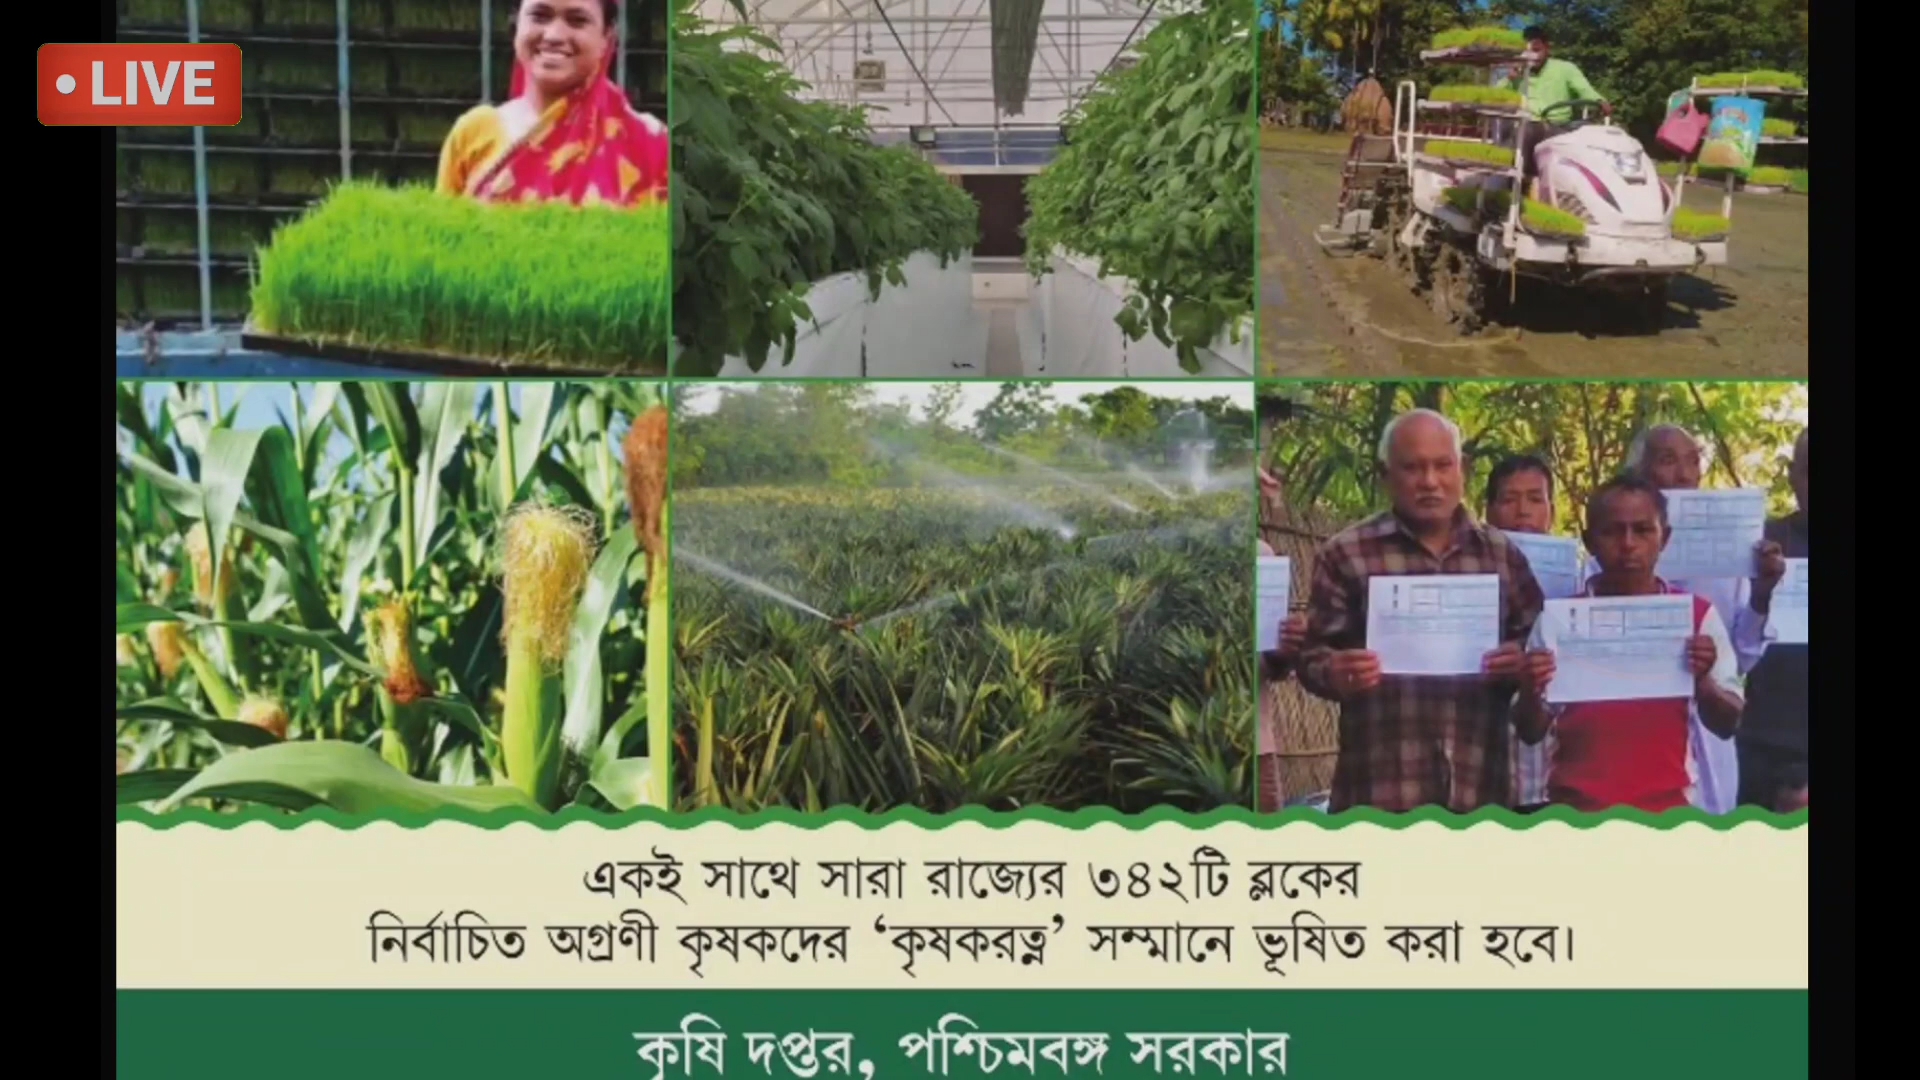 LIVE
একই সাথে সারা রাজ্যের ৩৪২টি ব্লকের
নির্বাচিত অগ্রণী কৃষকদের ‘কৃষকরত্ন’ সম্মানে ভূষিত করা হবে।
কৃষি দপ্তর, পশ্চিমবঙ্গ সরকার